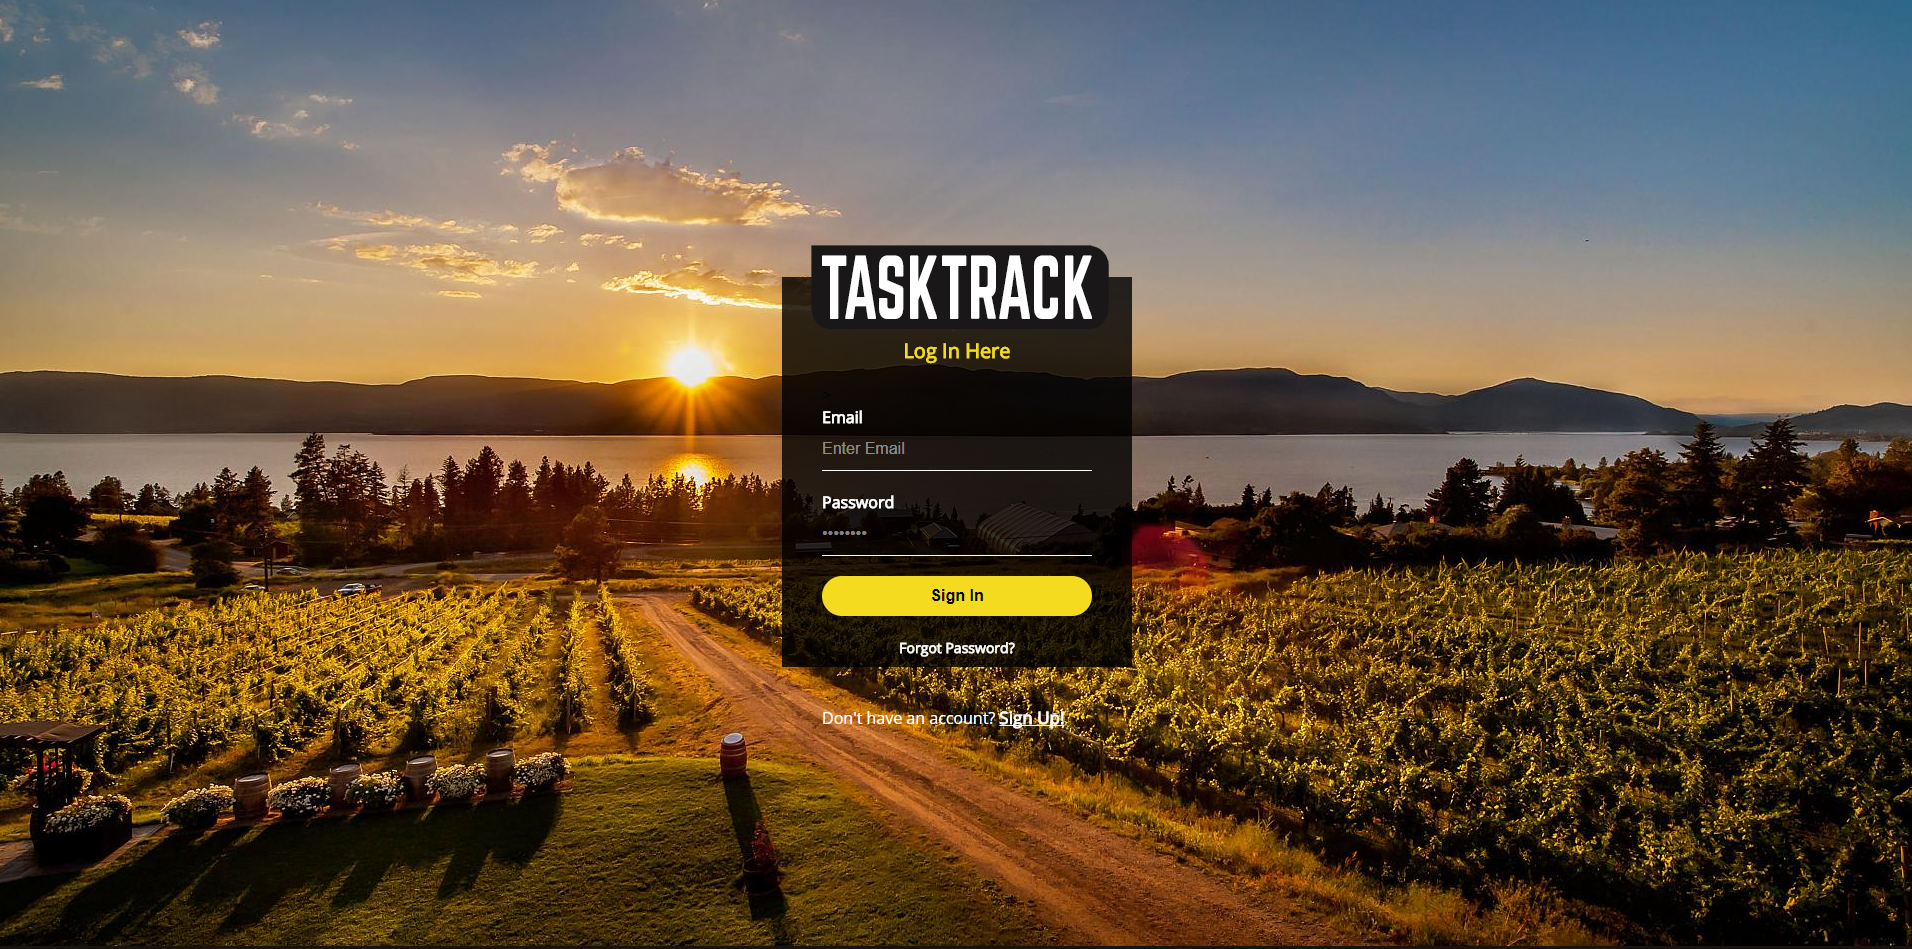 TASKTRACK
Log In Here
Email
Enter Email
Password
••••••••
Sign In
Forgot Password?
Don't have an account? Sign Up!